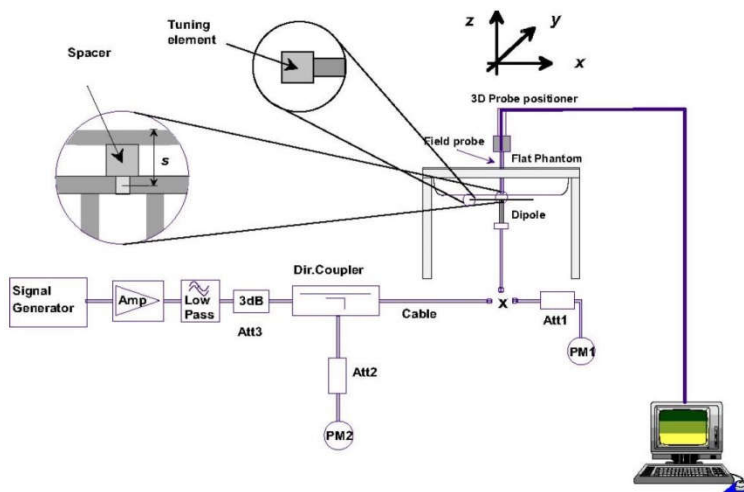 Tuning
element
Spacer
s
z
y
x
3D Probe positioner
Field probe
Flat Phantom
Dipole
Dir.Coupler
Signal
Generator
Amp
Low
Pass
3dB
Att3
Cable
x
Att1
PM1
Att2
PM2